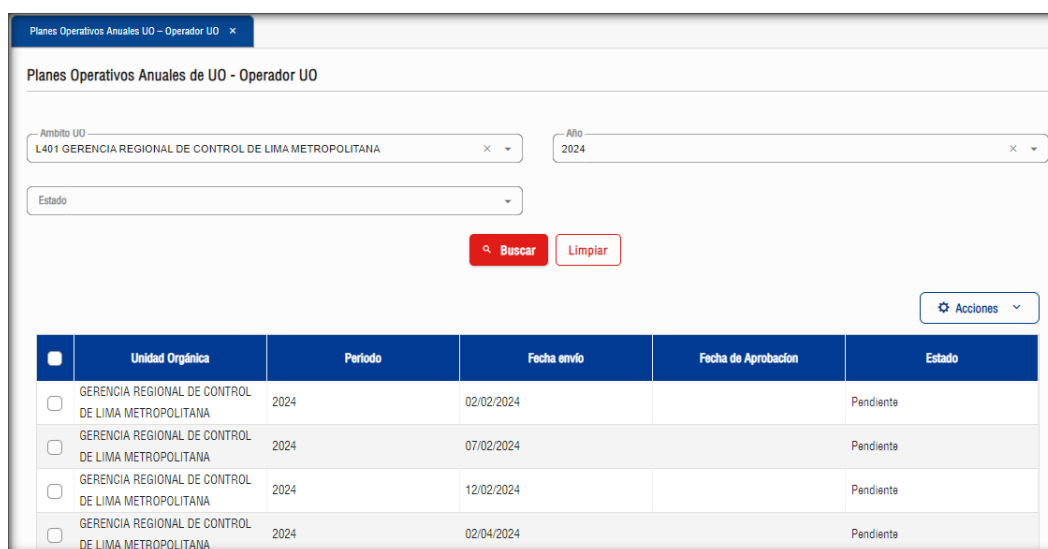 Planes Operativos Anuales UO – Operador UO ×
Planes Operativos Anuales de UO - Operador UO
Ambito UO
L401 GERENCIA REGIONAL DE CONTROL DE LIMA METROPOLITANA
Año
2024
Estado
Buscar
Limpiar
Acciones
Unidad Orgánica Periodo Fecha envío Fecha de Aprobacíon Estado
GERENCIA REGIONAL DE CONTROL
DE LIMA METROPOLITANA
2024 02/02/2024 Pendiente
GERENCIA REGIONAL DE CONTROL
DE LIMA METROPOLITANA
2024 07/02/2024 Pendiente
GERENCIA REGIONAL DE CONTROL
DE LIMA METROPOLITANA
2024 12/02/2024 Pendiente
GERENCIA REGIONAL DE CONTROL
DE LIMA METROPOLITANA
2024 02/04/2024 Pendiente